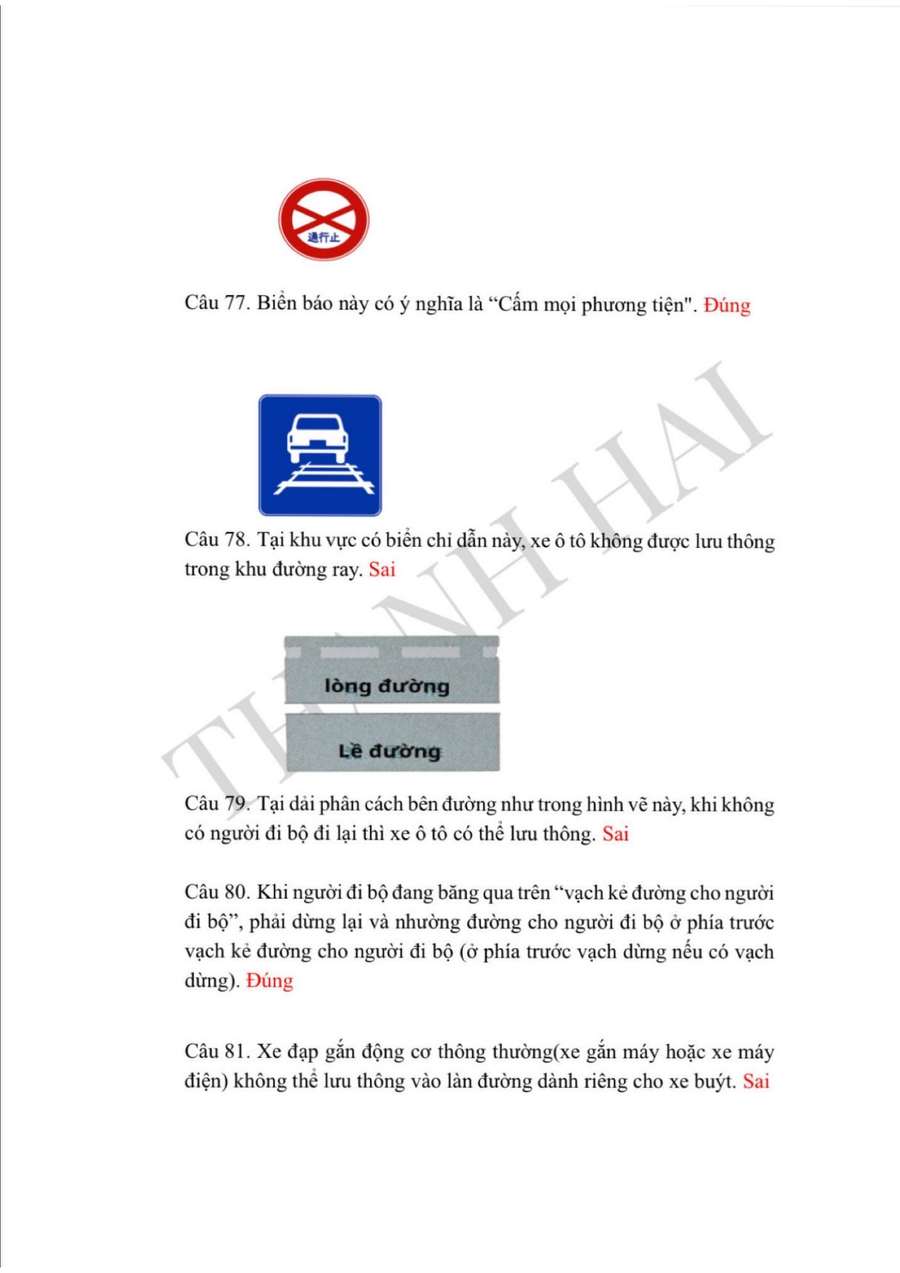 通行止
Câu 77. Biển báo này có ý nghĩa là “Cấm mọi phương tiện". Đúng
Câu 78. Tại khu vực có biển chỉ dẫn này, xe ô tô không được lưu thông
trong khu đường ray. Sai
lòng đường
Lề đường
Câu 79. Tại dải phân cách bên đường như trong hình vẽ này, khi không
có người đi bộ đi lại thì xe ô tô có thể lưu thông. Sai
Câu 80. Khi người đi bộ đang băng qua trên “vạch kẻ đường cho người
đi bộ”, phải dừng lại và nhường đường cho người đi bộ ở phía trước
vạch kẻ đường cho người đi bộ (ở phía trước vạch dừng nếu có vạch
dừng). Đúng
Câu 81. Xe đạp gắn động cơ thông thường(xe gắn máy hoặc xe máy
điện) không thể lưu thông vào làn đường dành riêng cho xe buýt. Sai
THANH HAI